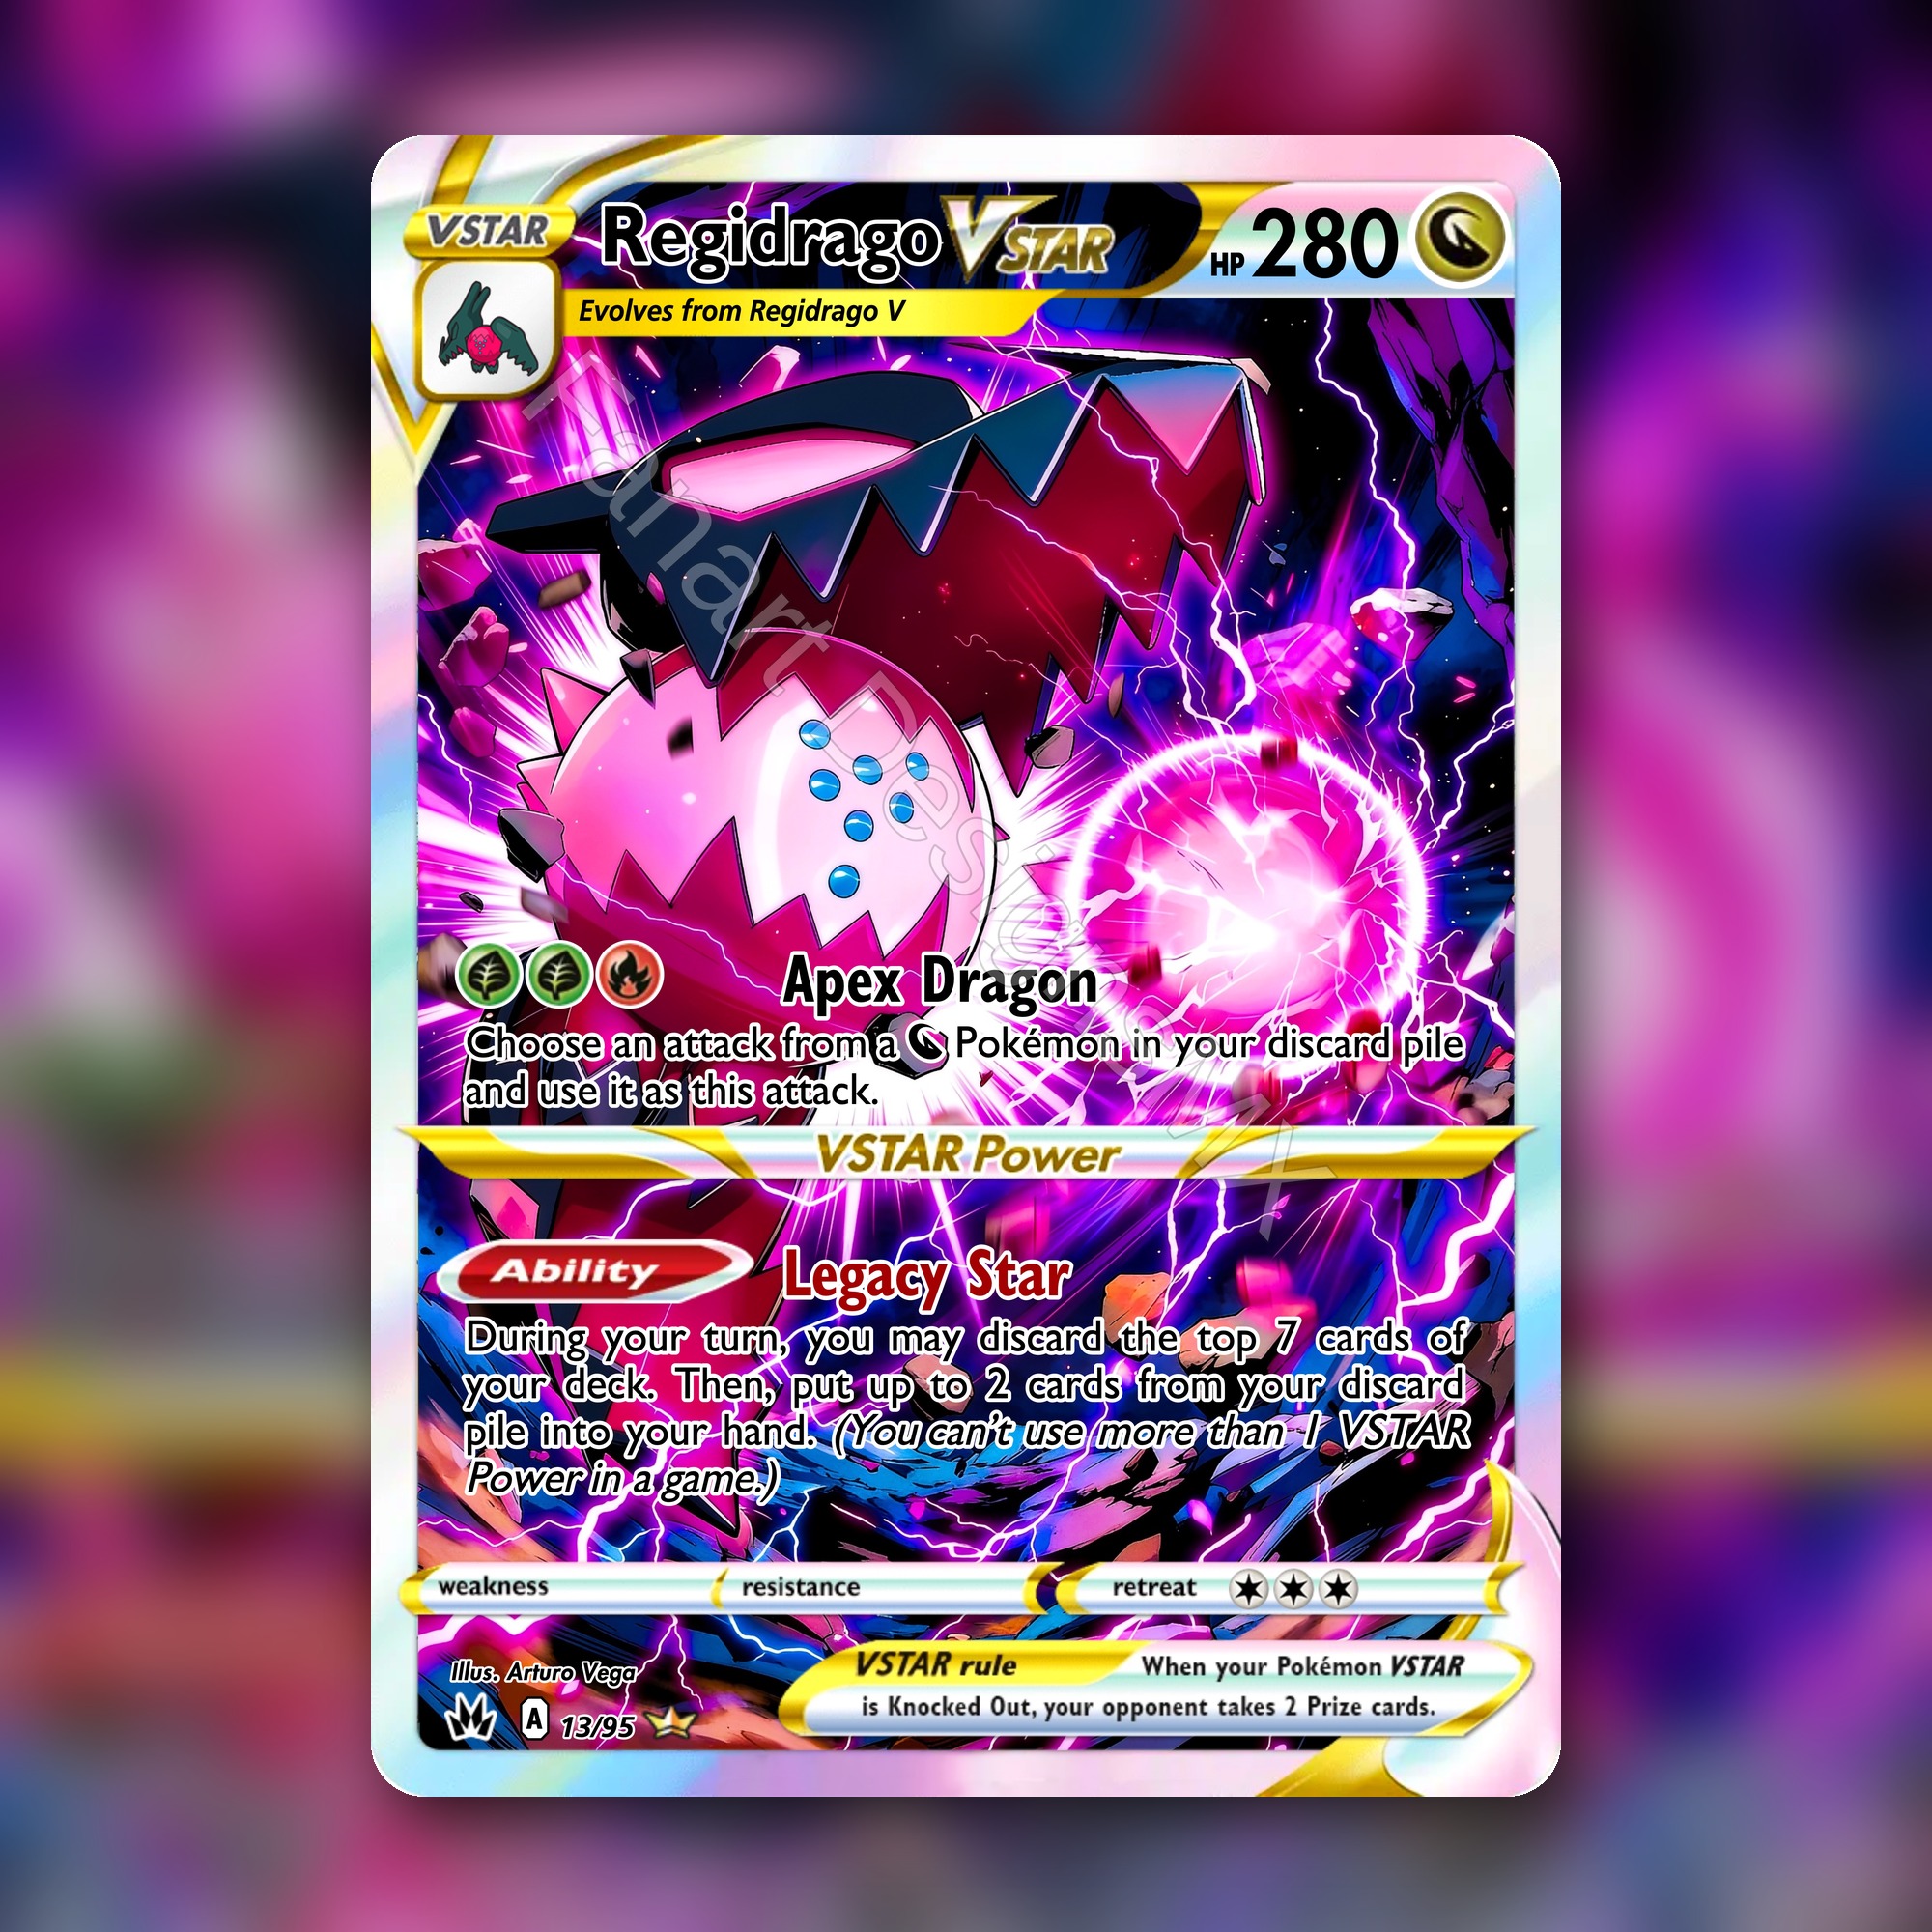 VSTAR
Regidrago VSTAR
HP 280
Evolves from Regidrago V
Fanart DesignsMX
Apex Dragon
Choose an attack from a Pokémon in your discard pile
and use it as this attack.
VSTAR Power
Ability
Legacy Star
During your turn, you may discard the top 7 cards of
your deck. Then, put up to 2 cards from your discard
pile into your hand. (You can't use more than 1 VSTAR
Power in a game.)
weakness
resistance
retreat
Illus. Arturo Vega
A 13/95
VSTAR rule When your Pokémon VSTAR
is Knocked Out, your opponent takes 2 Prize cards.